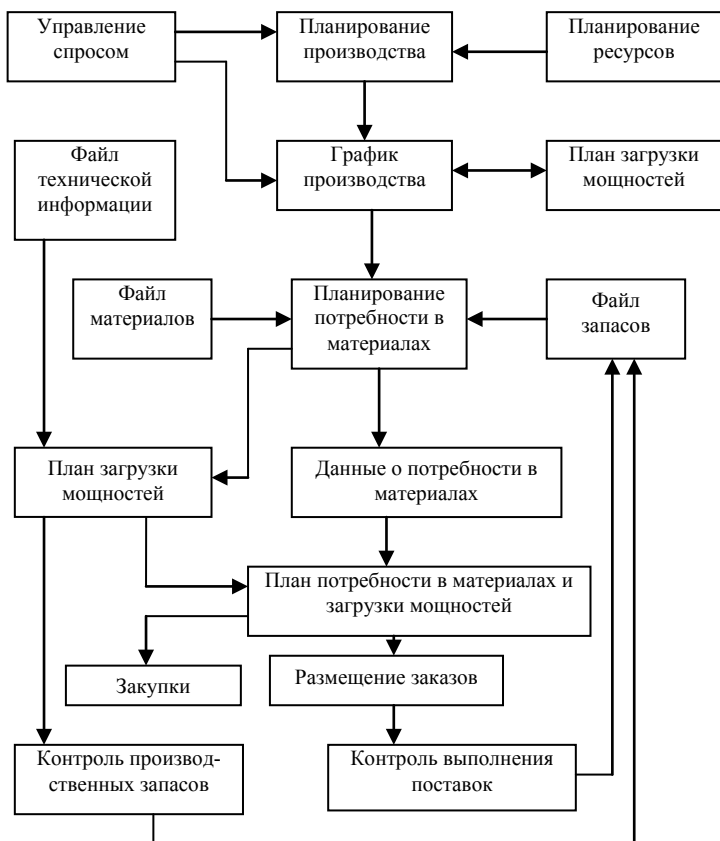 Управление
спросом
Планирование
производства
Планирование
ресурсов
Файл
технической
информации
График
производства
План загрузки
мощностей
Файл
материалов
Планирование
потребности в
материалах
Файл
запасов
План загрузки
мощностей
Данные о потребности в
материалах
План потребности в материалах и
загрузки мощностей
Закупки
Размещение заказов
Контроль производ-
ственных запасов
Контроль выполнения
поставок